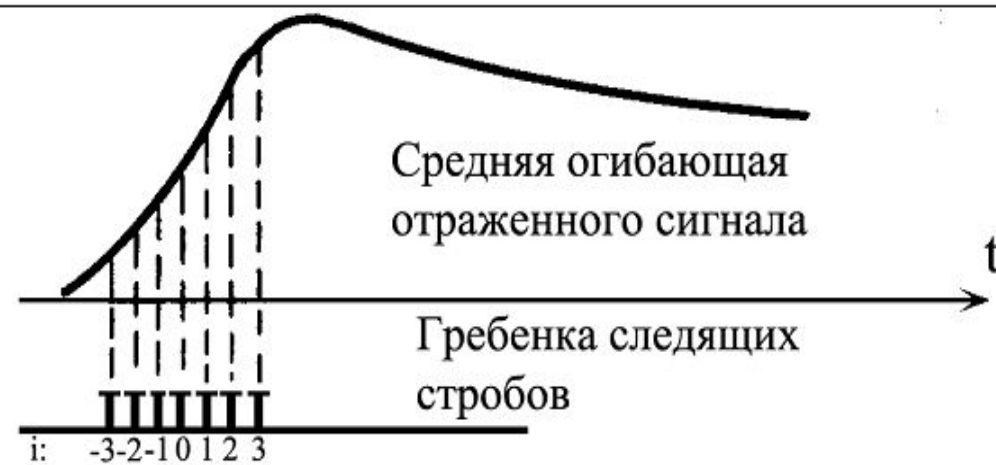 Средняя огибающая
отраженного сигнала
t
Гребенка следящих
стробов
i: -3-2-1 0 1 2 3